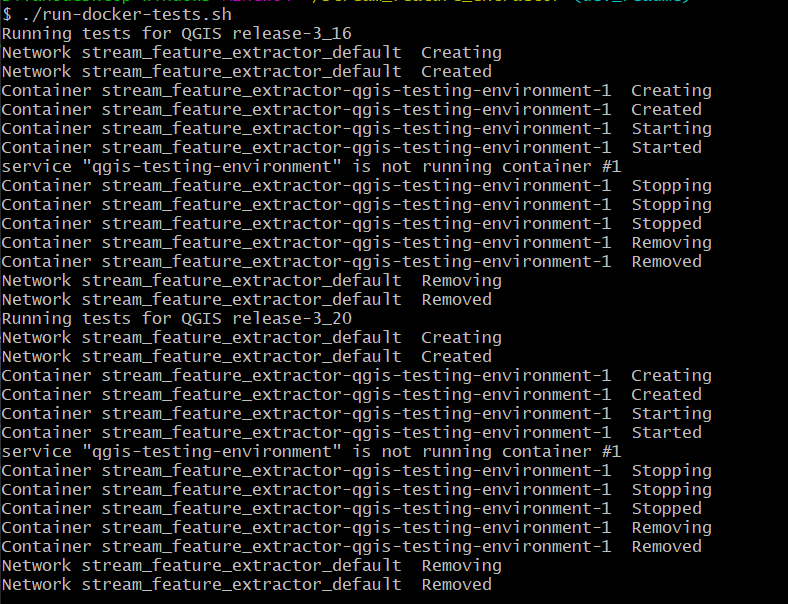 $ ./run-docker-tests.sh
Running tests for QGIS release-3_16
Network stream_feature_extractor_default  Creating
Network stream_feature_extractor_default  Created
Container stream_feature_extractor-qgis-testing-environment-1  Creating
Container stream_feature_extractor-qgis-testing-environment-1  Created
Container stream_feature_extractor-qgis-testing-environment-1  Starting
Container stream_feature_extractor-qgis-testing-environment-1  Started
service "qgis-testing-environment" is not running container #1
Container stream_feature_extractor-qgis-testing-environment-1  Stopping
Container stream_feature_extractor-qgis-testing-environment-1  Stopping
Container stream_feature_extractor-qgis-testing-environment-1  Stopped
Container stream_feature_extractor-qgis-testing-environment-1  Removing
Container stream_feature_extractor-qgis-testing-environment-1  Removed
Network stream_feature_extractor_default  Removing
Network stream_feature_extractor_default  Removed
Running tests for QGIS release-3_20
Network stream_feature_extractor_default  Creating
Network stream_feature_extractor_default  Created
Container stream_feature_extractor-qgis-testing-environment-1  Creating
Container stream_feature_extractor-qgis-testing-environment-1  Created
Container stream_feature_extractor-qgis-testing-environment-1  Starting
Container stream_feature_extractor-qgis-testing-environment-1  Started
service "qgis-testing-environment" is not running container #1
Container stream_feature_extractor-qgis-testing-environment-1  Stopping
Container stream_feature_extractor-qgis-testing-environment-1  Stopping
Container stream_feature_extractor-qgis-testing-environment-1  Stopped
Container stream_feature_extractor-qgis-testing-environment-1  Removing
Container stream_feature_extractor-qgis-testing-environment-1  Removed
Network stream_feature_extractor_default  Removing
Network stream_feature_extractor_default  Removed